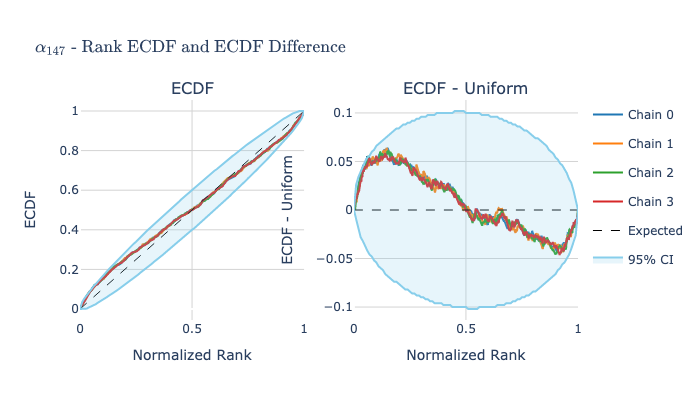 α₁₄₇ - Rank ECDF and ECDF Difference
ECDF
ECDF - Uniform
ECDF
1
0.8
0.6
0.4
0.2
0
0
0.5
1
Normalized Rank
ECDF - Uniform
0.1
0.05
0
−0.05
−0.1
0
0.5
1
Normalized Rank
Chain 0
Chain 1
Chain 2
Chain 3
Expected
95% CI